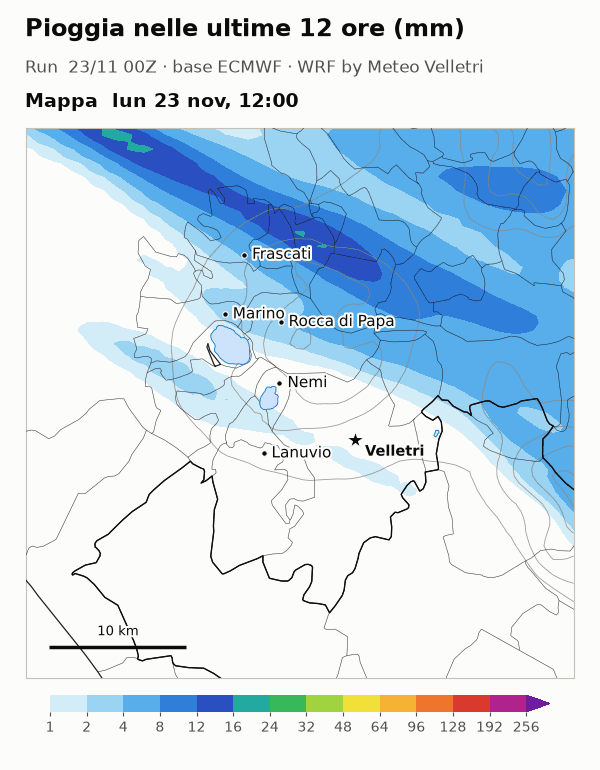 Pioggia nelle ultime 12 ore (mm)
Run  23/11 00Z · base ECMWF · WRF by Meteo Velletri
Mappa  lun 23 nov, 12:00
Frascati
Marino
Rocca di Papa
Nemi
Velletri
Lanuvio
10 km
1 2 4 8 12 16 24 32 48 64 96 128 192 256